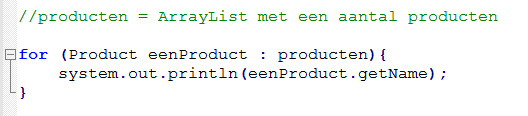 //producten = ArrayList met een aantal producten
for (Product eenProduct : producten){
system.out.println(eenProduct.getName);
}